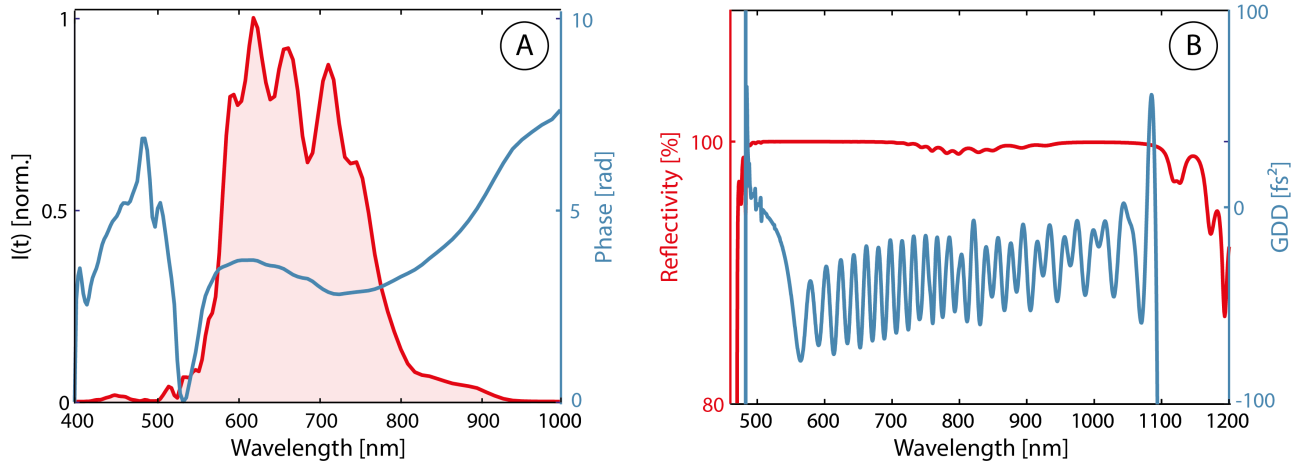 A
I(t) [norm.]
1
0.5
0
10
5
0
Phase [rad]
400 500 600 700 800 900 1000
Wavelength [nm]
B
Reflectivity [%]
100
80
100
0
-100
GDD [fs²]
500 600 700 800 900 1000 1100 1200
Wavelength [nm]